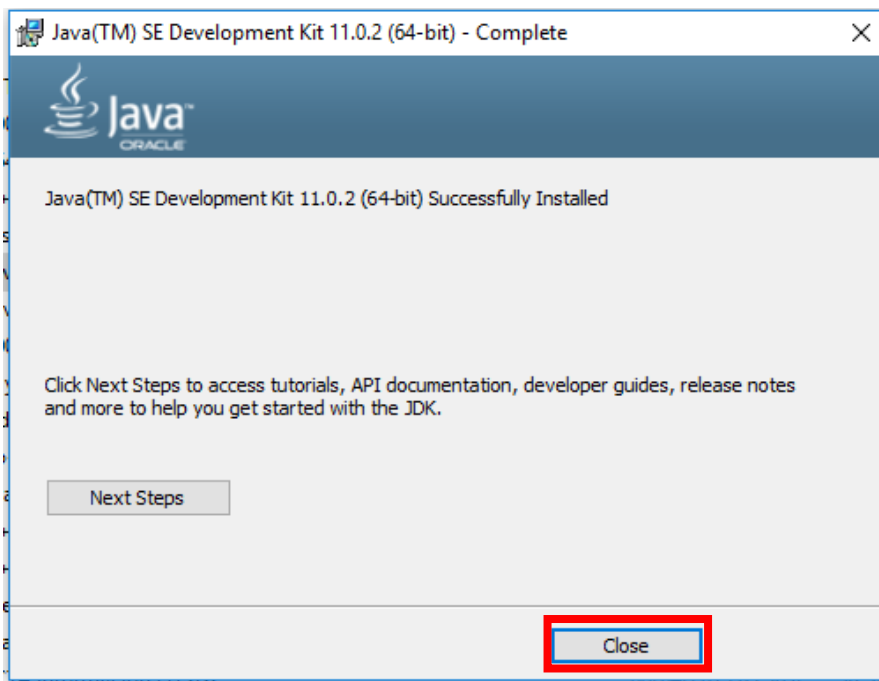 Java(TM) SE Development Kit 11.0.2 (64-bit) - Complete
Java™
ORACLE
Java(TM) SE Development Kit 11.0.2 (64-bit) Successfully Installed
Click Next Steps to access tutorials, API documentation, developer guides, release notes
and more to help you get started with the JDK.
Next Steps
Close